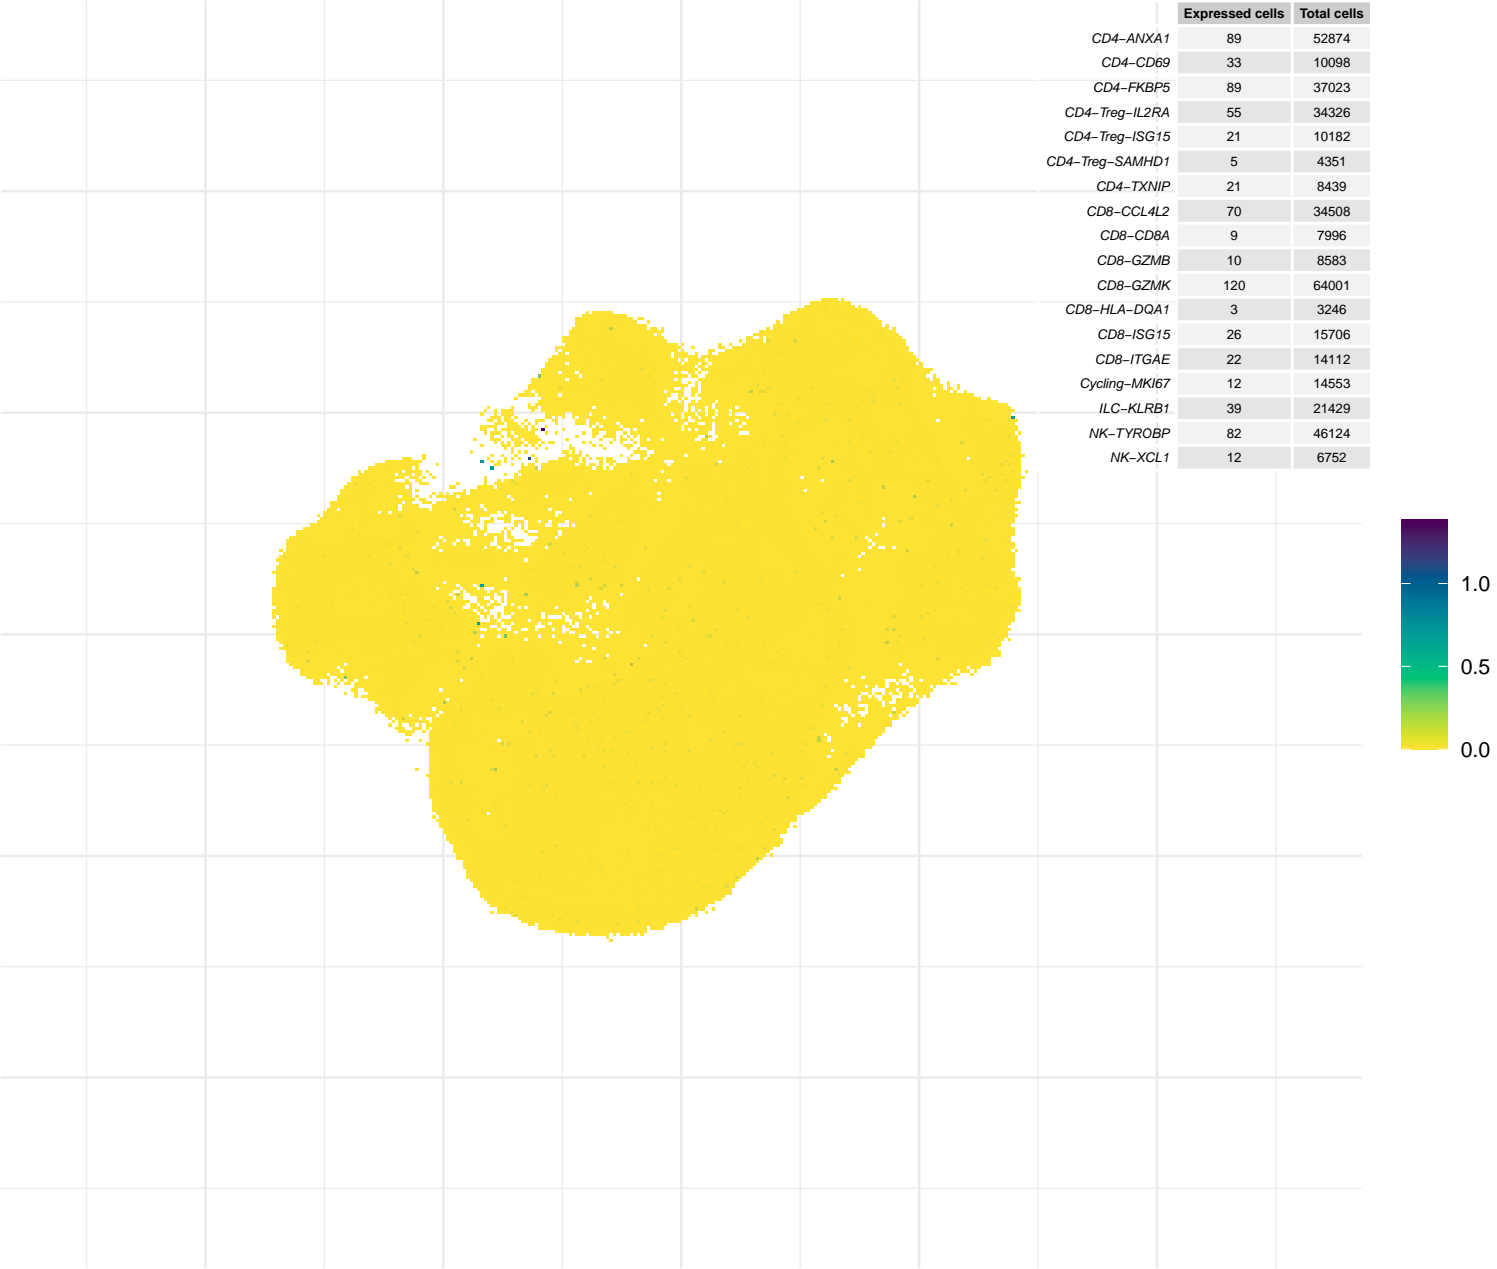 Expressed cells Total cells
CD4−ANXA1 89 52874
CD4−CD69 33 10098
CD4−FKBP5 89 37023
CD4−Treg−IL2RA 55 34326
CD4−Treg−ISG15 21 10182
CD4−Treg−SAMHD1 5 4351
CD4−TXNIP 21 8439
CD8−CCL4L2 70 34508
CD8−CD8A 9 7996
CD8−GZMB 10 8583
CD8−GZMK 120 64001
CD8−HLA−DQA1 3 3246
CD8−ISG15 26 15706
CD8−ITGAE 22 14112
Cycling−MKI67 12 14553
ILC−KLRB1 39 21429
NK−TYROBP 82 46124
NK−XCL1 12 6752
1.0
0.5
0.0